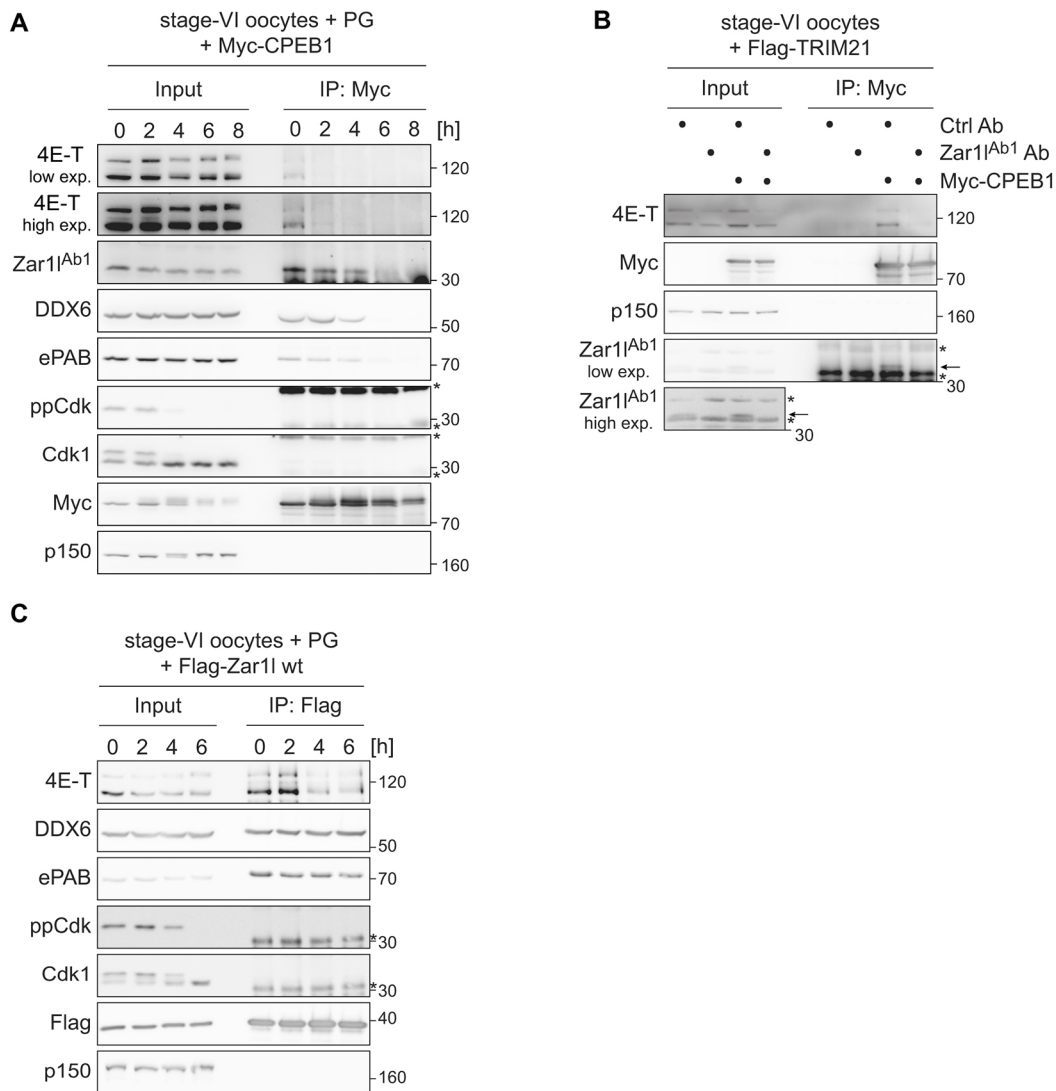 A
stage-VI oocytes + PG
+ Myc-CPEB1
Input IP: Myc
0 2 4 6 8 0 2 4 6 8 [h]
4E-T
low exp.
120
4E-T
high exp.
120
Zar1l^Ab1
30
DDX6
50
ePAB
70
ppCdk
*
30
*
Cdk1
*
30
*
Myc
70
p150
160
B
stage-VI oocytes
+ Flag-TRIM21
Input IP: Myc
• • • • Ctrl Ab
• • • • Zar1l^Ab1 Ab
• • • • Myc-CPEB1
4E-T
120
Myc
70
p150
160
Zar1l^Ab1
low exp.
*
←
*
30
Zar1l^Ab1
high exp.
*
←
*
30
C
stage-VI oocytes + PG
+ Flag-Zar1l wt
Input IP: Flag
0 2 4 6 0 2 4 6 [h]
4E-T
120
DDX6
50
ePAB
70
ppCdk
*
30
Cdk1
*
30
Flag
40
p150
160